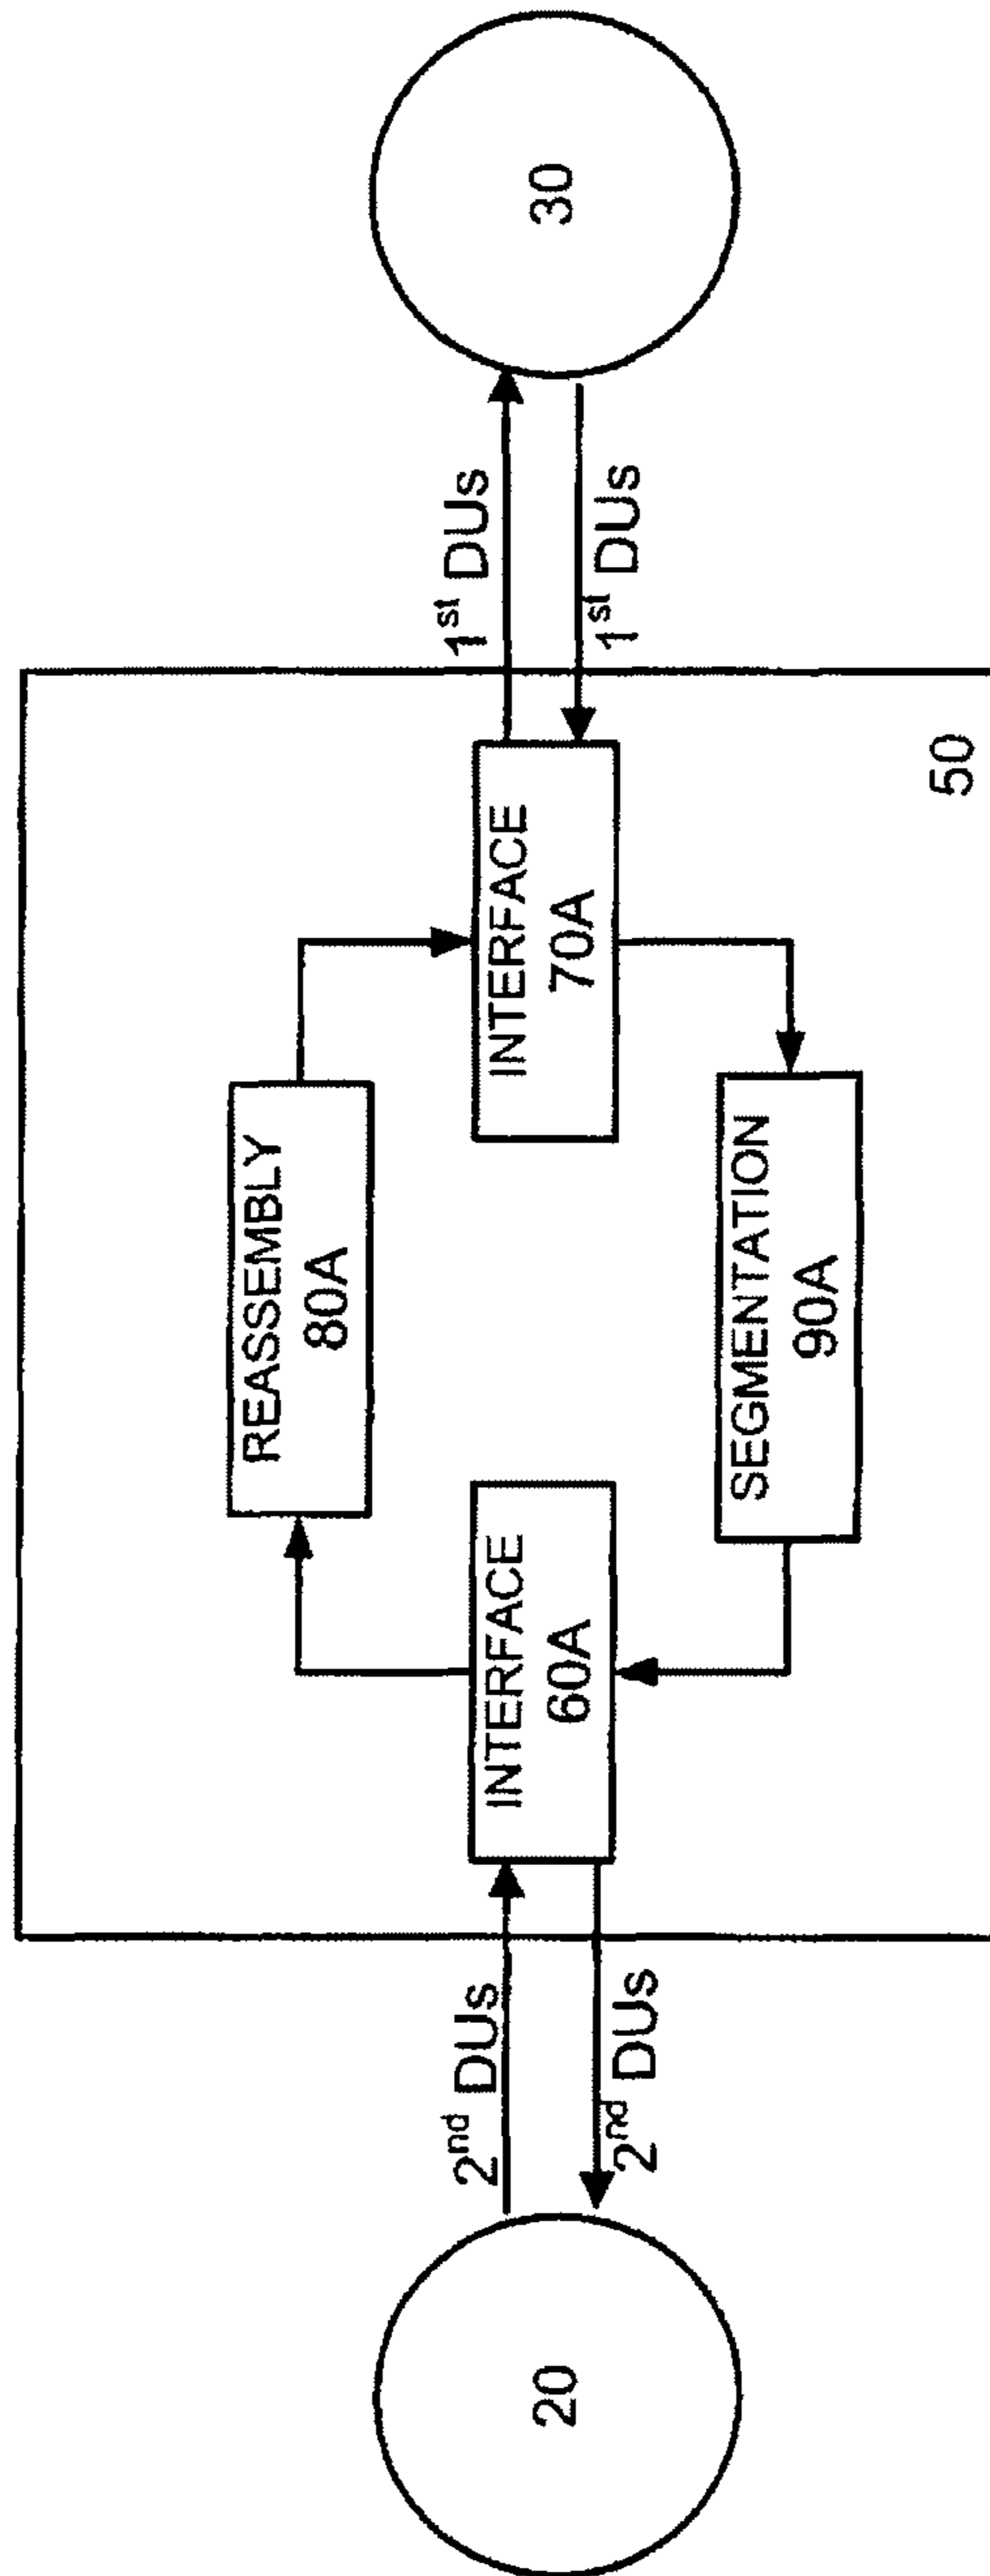 20
2nd DUs
2nd DUs
INTERFACE
60A
REASSEMBLY
80A
SEGMENTATION
90A
INTERFACE
70A
50
1st DUs
1st DUs
30